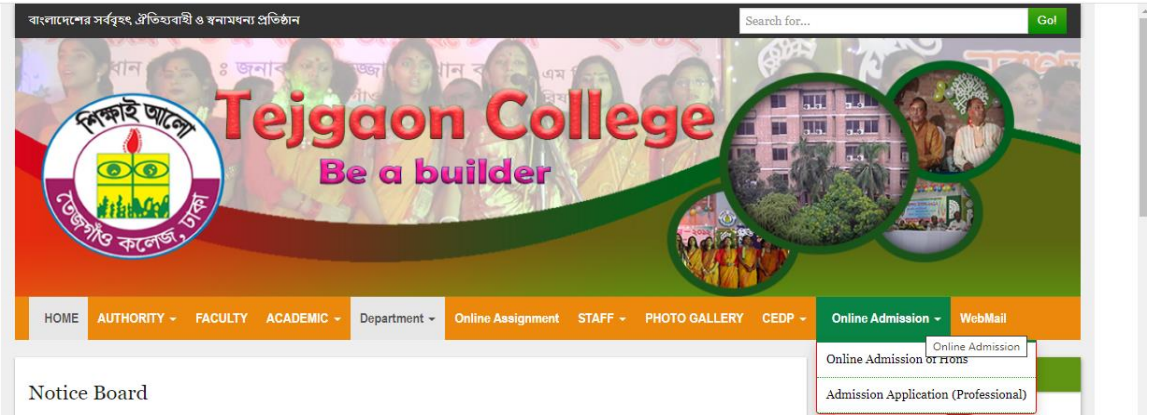 বাংলাদেশের সর্ববৃহৎ ঐতিহ্যবাহী ও স্বনামধন্য প্রতিষ্ঠান
Search for...
Go!
শিক্ষাই আলো
তেজগাঁও কলেজ, ঢাকা
Tejgaon College
Be a builder
HOME AUTHORITY FACULTY ACADEMIC Department Online Assignment STAFF PHOTO GALLERY CEDP Online Admission WebMail
Online Admission
Online Admission of Hons
Admission Application (Professional)
Notice Board